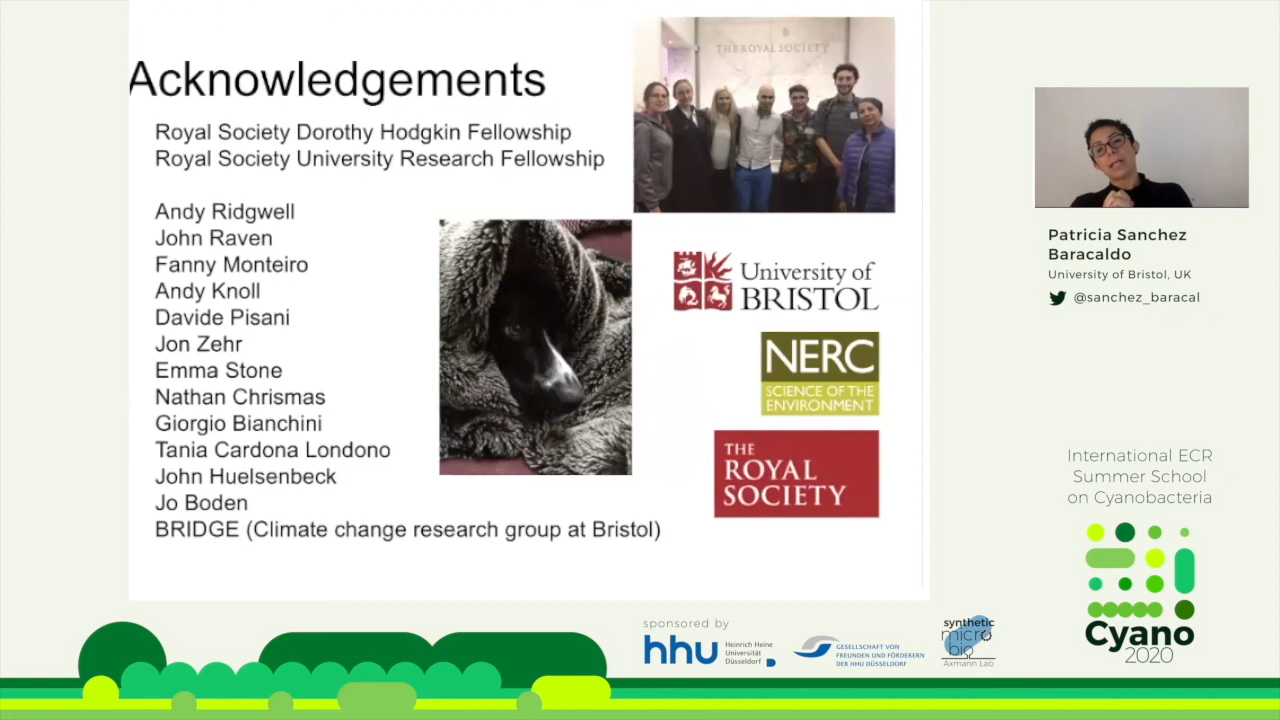 Acknowledgements
Royal Society Dorothy Hodgkin Fellowship
Royal Society University Research Fellowship
Andy Ridgwell
John Raven
Fanny Monteiro
Andy Knoll
Davide Pisani
Jon Zehr
Emma Stone
Nathan Chrismas
Giorgio Bianchini
Tania Cardona Londono
John Huelsenbeck
Jo Boden
BRIDGE (Climate change research group at Bristol)
THE ROYAL SOCIETY
University of
BRISTOL
NERC
SCIENCE OF THE
ENVIRONMENT
THE
ROYAL
SOCIETY
Patricia Sanchez
Baracaldo
University of Bristol, UK
@sanchez_baracal
International ECR
Summer School
on Cyanobacteria
Cyano
2020
sponsored by
hhu
Heinrich Heine
Universität
Düsseldorf
GESELLSCHAFT VON
FREUNDEN UND FÖRDERERN
DER HHU DÜSSELDORF
synthetic
micro
bio
Axmann Lab.